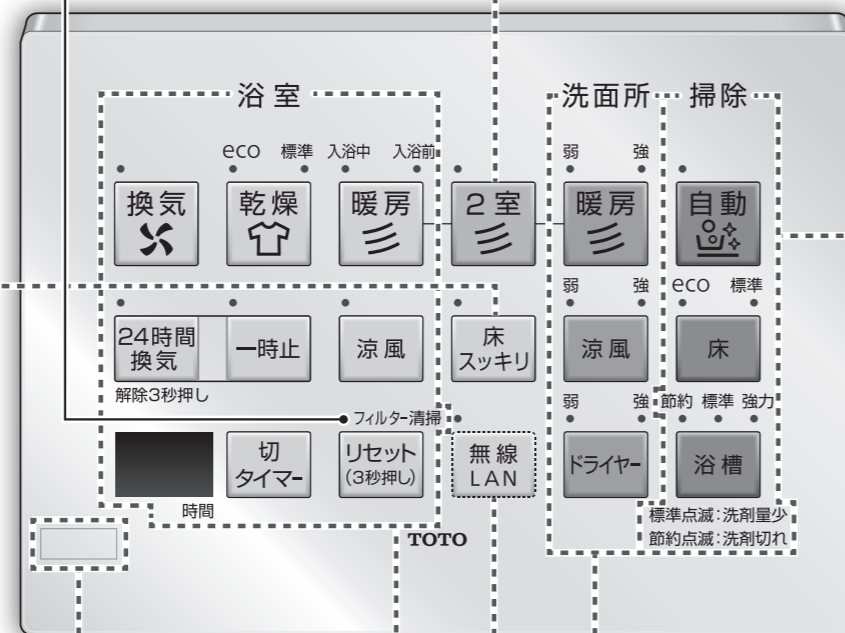 浴室
洗面所
掃除
eco 標準 入浴中 入浴前 弱 強
換気 乾燥 暖房 2室 暖房 自動
弱 強 eco 標準
24時間
換気
一時止
涼風
床
スッキリ
涼風
床
解除3秒押し
フィルター清掃
弱 強 節約 標準 強力
切
タイマー
リセット
(3秒押し)
無線
LAN
ドライヤー
浴槽
時間
標準点滅:洗剤量少
節約点滅:洗剤切れ
TOTO